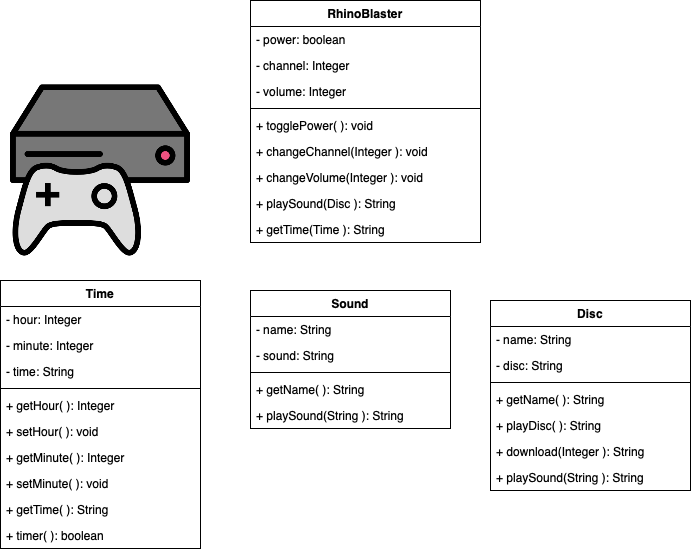 RhinoBlaster
- power: boolean
- channel: Integer
- volume: Integer
+ togglePower( ): void
+ changeChannel(Integer ): void
+ changeVolume(Integer ): void
+ playSound(Disc ): String
+ getTime(Time ): String
Time
- hour: Integer
- minute: Integer
- time: String
+ getHour( ): Integer
+ setHour( ): void
+ getMinute( ): Integer
+ setMinute( ): void
+ getTime( ): String
+ timer( ): boolean
Sound
- name: String
- sound: String
+ getName( ): String
+ playSound(String ): String
Disc
- name: String
- disc: String
+ getName( ): String
+ playDisc( ): String
+ download(Integer ): String
+ playSound(String ): String